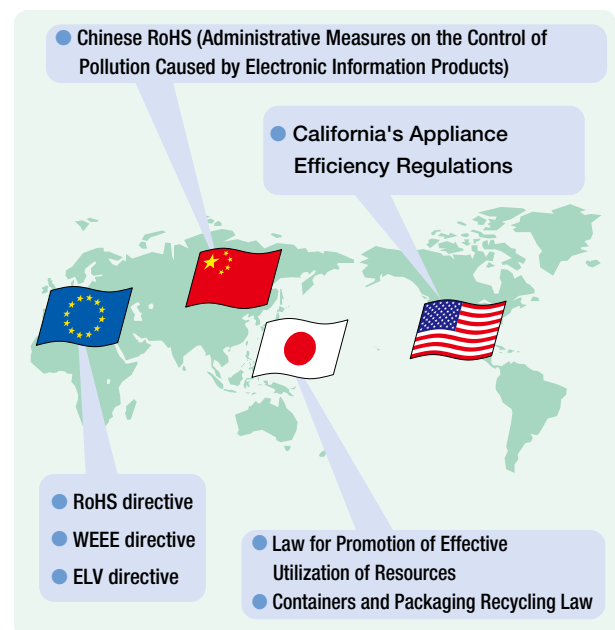 Chinese RoHS (Administrative Measures on the Control of
Pollution Caused by Electronic Information Products)
California's Appliance
Efficiency Regulations
RoHS directive
WEEE directive
ELV directive
Law for Promotion of Effective
Utilization of Resources
Containers and Packaging Recycling Law